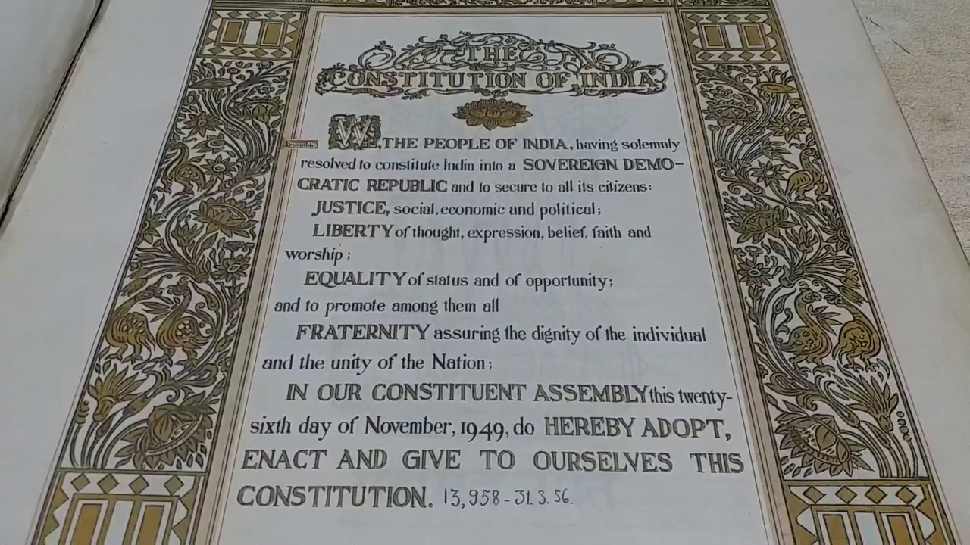 THE
CONSTITUTION OF INDIA
WE, THE PEOPLE OF INDIA, having solemnly
resolved to constitute India into a SOVEREIGN DEMO-
CRATIC REPUBLIC and to secure to all its citizens:
JUSTICE, social, economic and political;
LIBERTY of thought, expression, belief, faith and
worship;
EQUALITY of status and of opportunity;
and to promote among them all
FRATERNITY assuring the dignity of the individual
and the unity of the Nation;
IN OUR CONSTITUENT ASSEMBLY this twenty-
sixth day of November, 1949, do HEREBY ADOPT,
ENACT AND GIVE TO OURSELVES THIS
CONSTITUTION. 13,958 - 31.3.56.